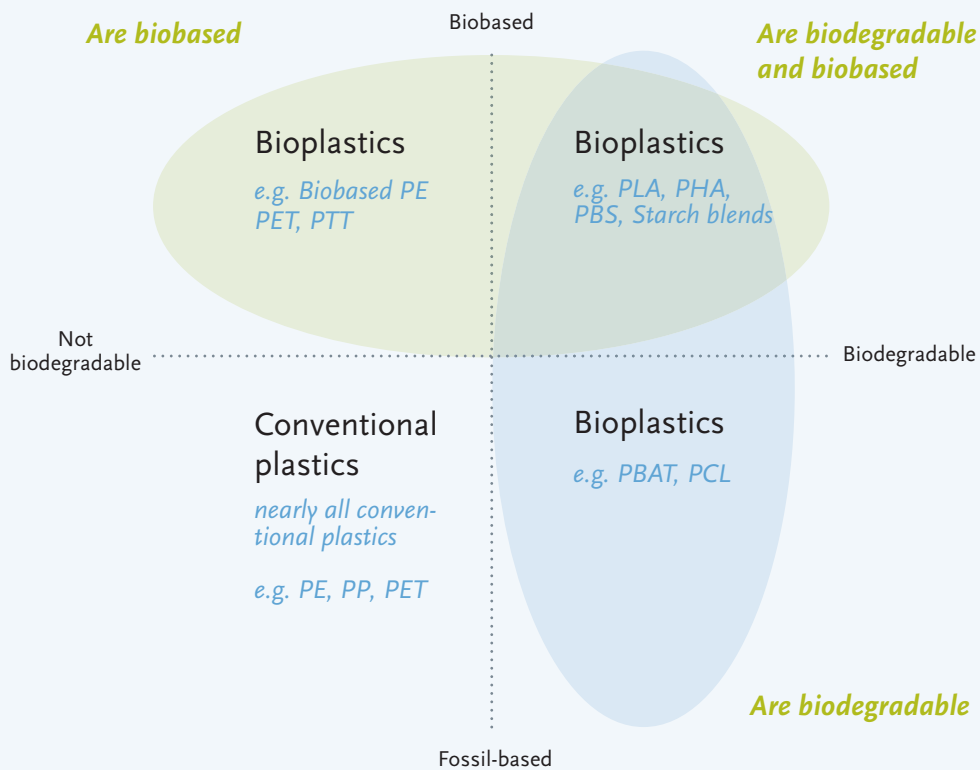 Are biobased
Biobased
Are biodegradable
and biobased
Bioplastics
e.g. Biobased PE
PET, PTT
Bioplastics
e.g. PLA, PHA,
PBS, Starch blends
Not
biodegradable
Biodegradable
Conventional
plastics
nearly all conven-
tional plastics
e.g. PE, PP, PET
Bioplastics
e.g. PBAT, PCL
Are biodegradable
Fossil-based